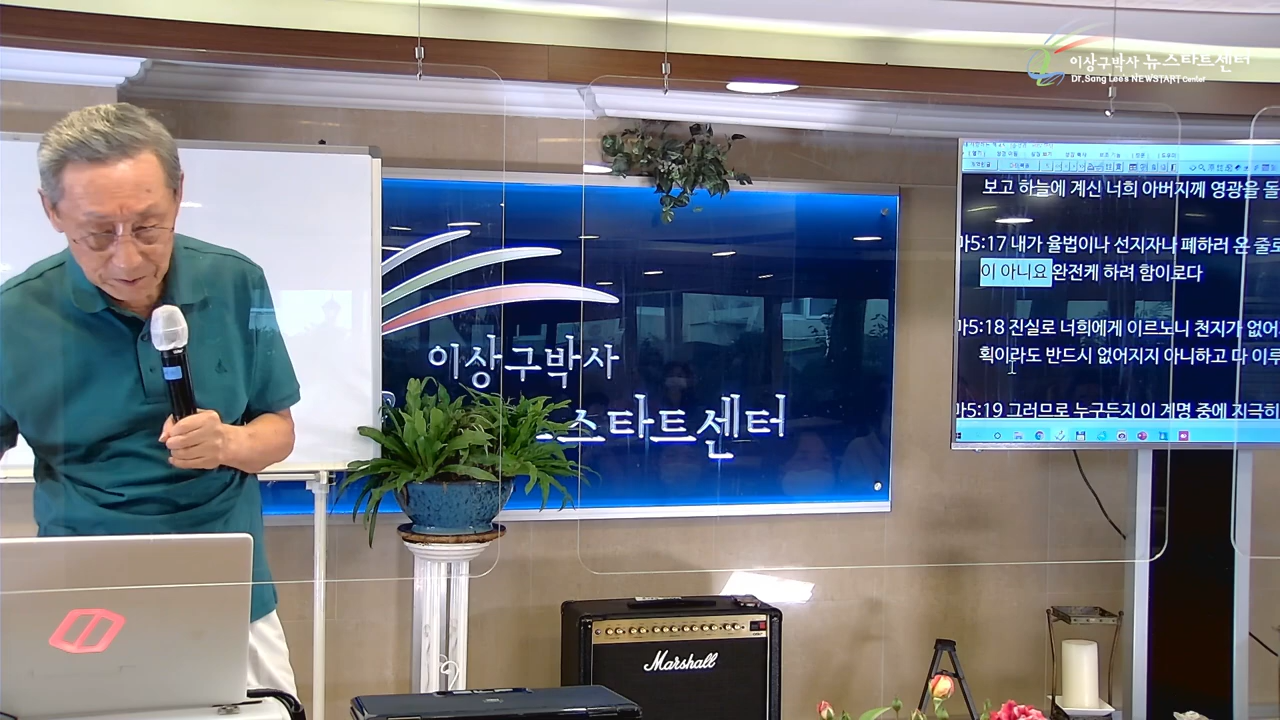 이상구박사 뉴스타트센터
Dr. Sang Lee's NEWSTART Center
이상구박사
스타트센터
보고 하늘에 계신 너희 아버지께 영광을 돌
마5:17 내가 율법이나 선지자나 폐하러 온 줄로
이 아니요 완전케 하려 함이로다
마5:18 진실로 너희에게 이르노니 천지가 없어
획이라도 반드시 없어지지 아니하고 다 이루
마5:19 그러므로 누구든지 이 계명 중에 지극히
Marshall